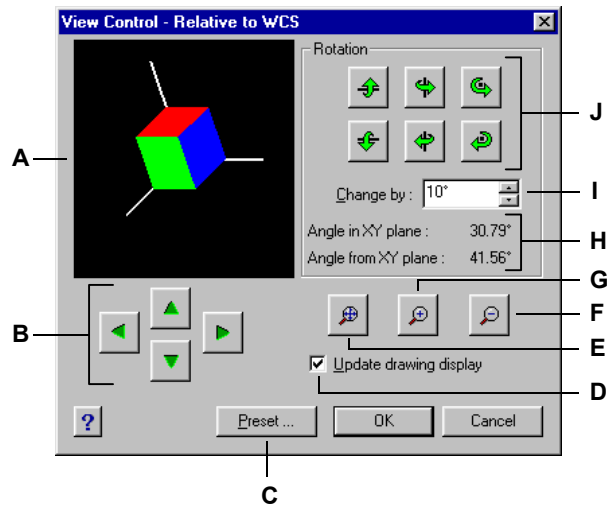 View Control - Relative to WCS
Rotation
A
J
Change by : 10°
I
Angle in XY plane : 30.79°
H
Angle from XY plane : 41.56°
G
B
F
E
Update drawing display
D
? Preset ... OK Cancel
C